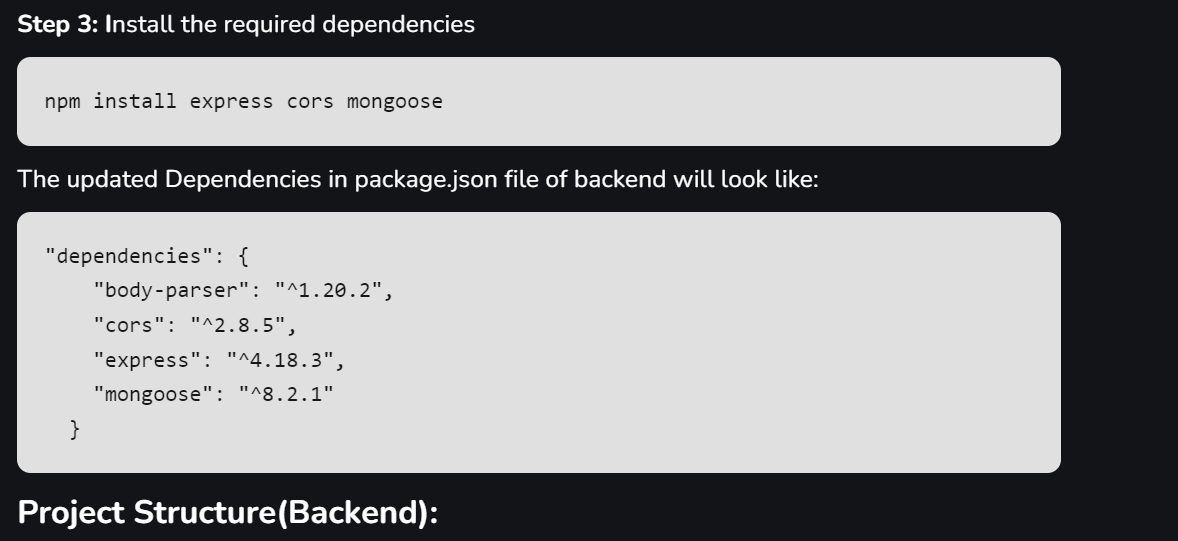 Step 3: Install the required dependencies
npm install express cors mongoose
The updated Dependencies in package.json file of backend will look like:
"dependencies": {
    "body-parser": "^1.20.2",
    "cors": "^2.8.5",
    "express": "^4.18.3",
    "mongoose": "^8.2.1"
  }
Project Structure(Backend):